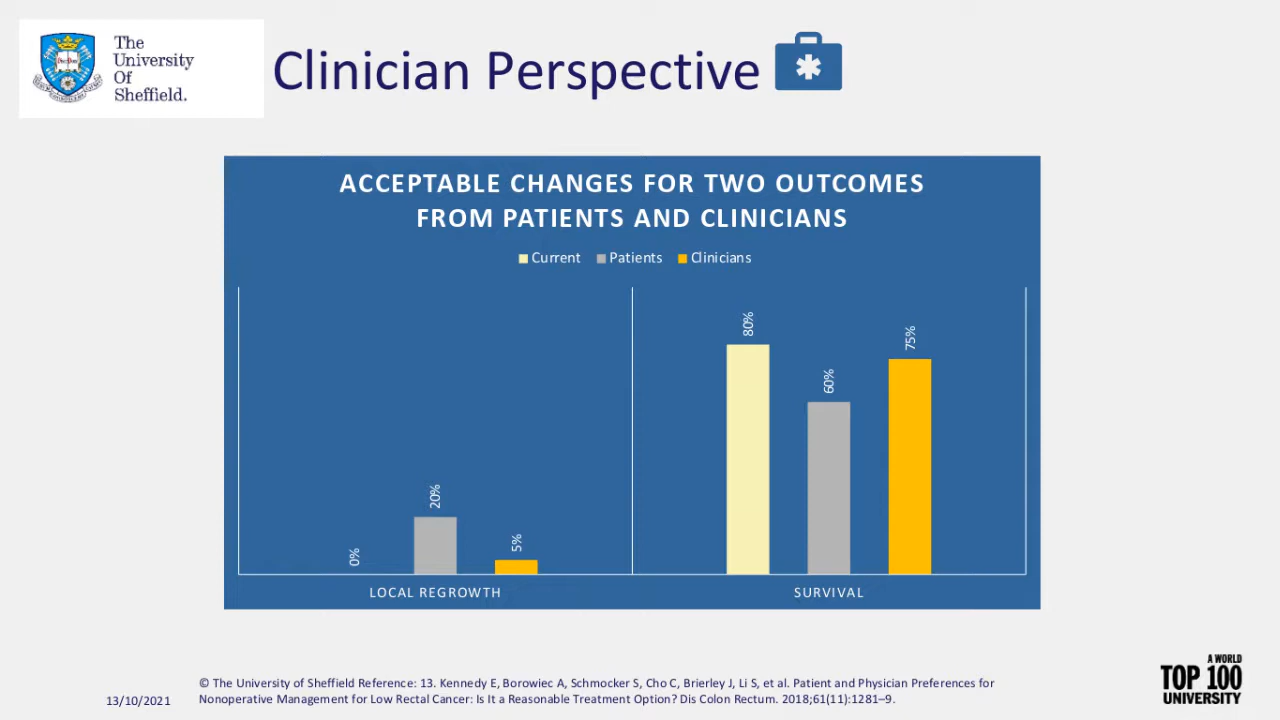 The
University
Of
Sheffield.
Clinician Perspective
ACCEPTABLE CHANGES FOR TWO OUTCOMES
FROM PATIENTS AND CLINICIANS
Current Patients Clinicians
0%
20%
5%
80%
60%
75%
LOCAL REGROWTH
SURVIVAL
© The University of Sheffield Reference: 13. Kennedy E, Borowiec A, Schmocker S, Cho C, Brierley J, Li S, et al. Patient and Physician Preferences for
Nonoperative Management for Low Rectal Cancer: Is It a Reasonable Treatment Option? Dis Colon Rectum. 2018;61(11):1281–9.
13/10/2021
A WORLD
TOP 100
UNIVERSITY